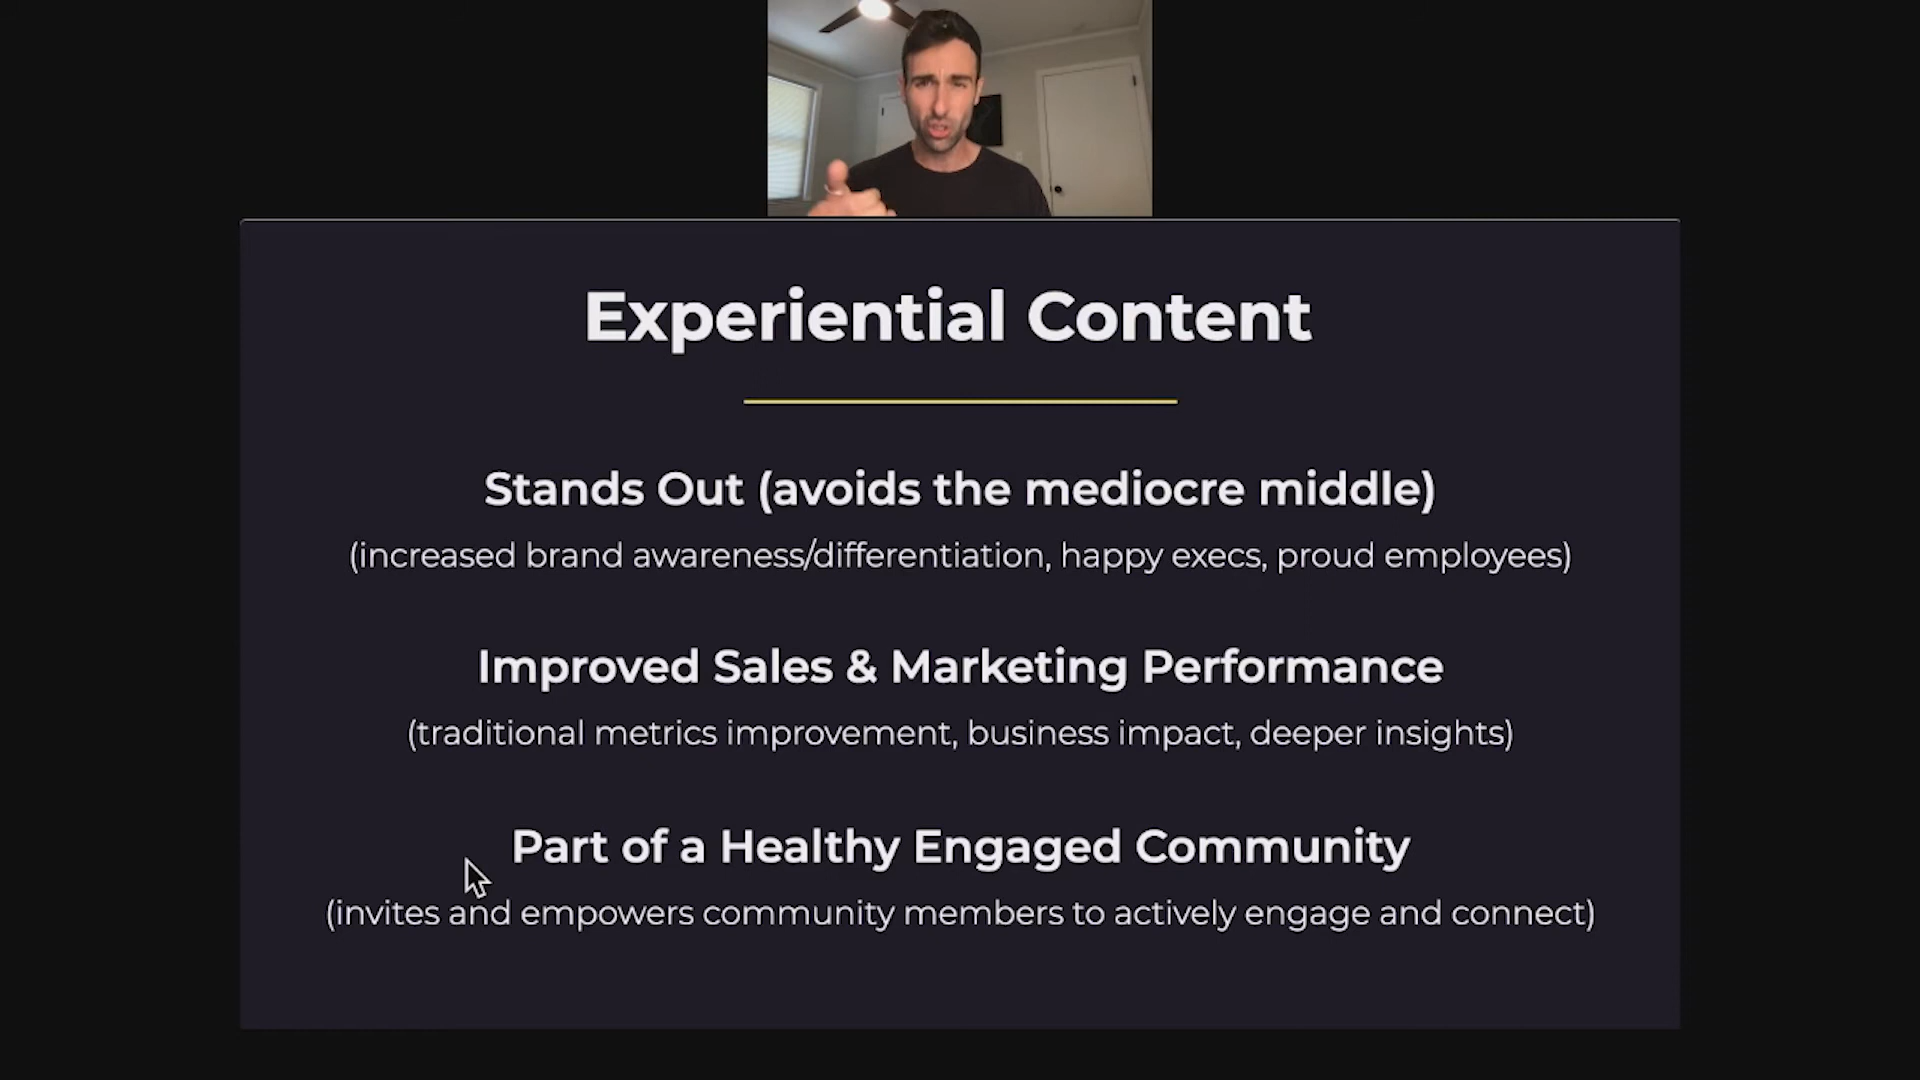 Experiential Content
Stands Out (avoids the mediocre middle)
(increased brand awareness/differentiation, happy execs, proud employees)
Improved Sales & Marketing Performance
(traditional metrics improvement, business impact, deeper insights)
Part of a Healthy Engaged Community
(invites and empowers community members to actively engage and connect)